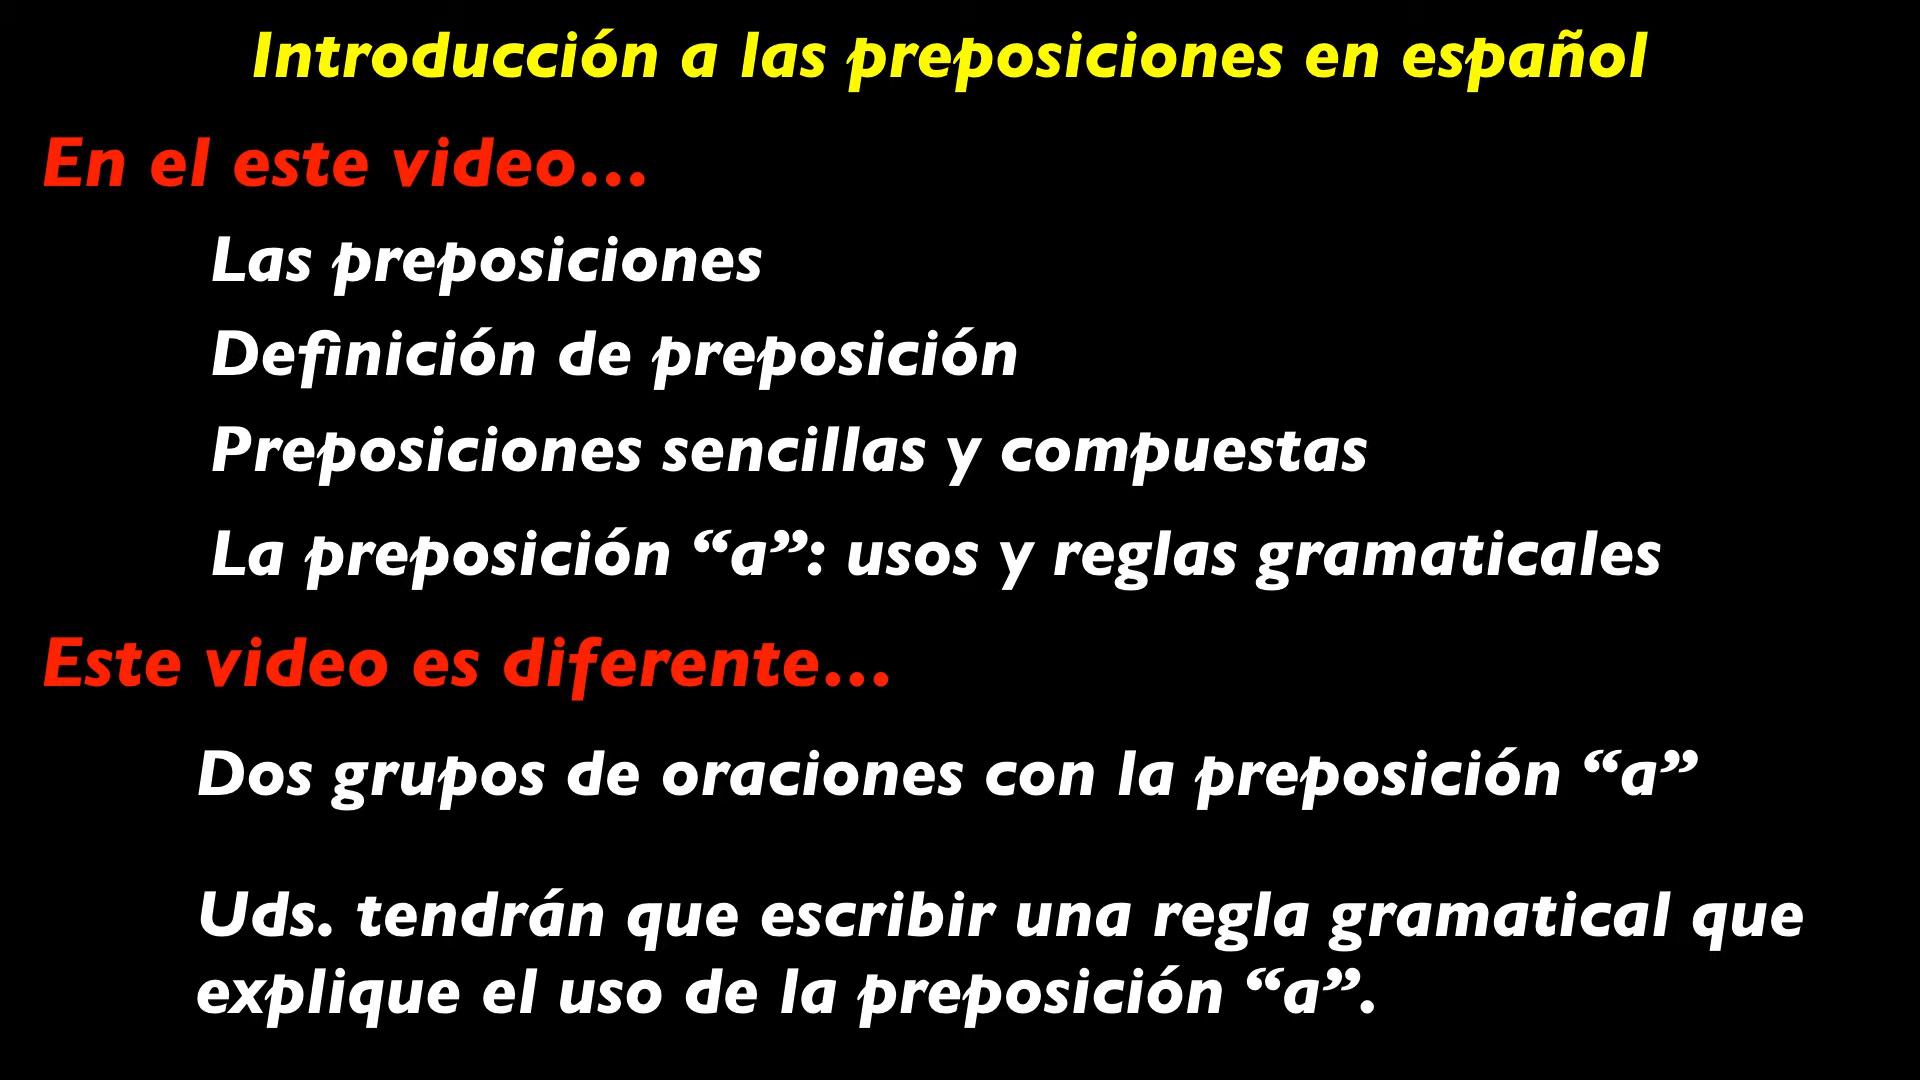 Introducción a las preposiciones en español
En el este video...
Las preposiciones
Definición de preposición
Preposiciones sencillas y compuestas
La preposición “a”: usos y reglas gramaticales
Este video es diferente...
Dos grupos de oraciones con la preposición “a”
Uds. tendrán que escribir una regla gramatical que
explique el uso de la preposición “a”.